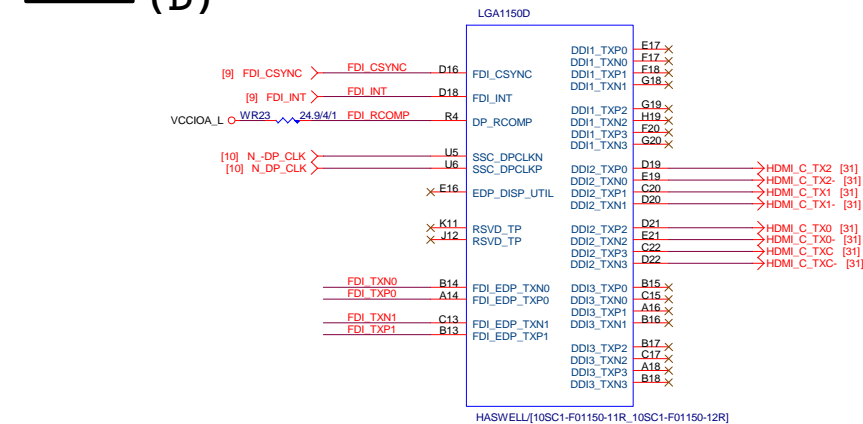 (D)
LGA1150D
[9] FDI_CSYNC FDI_CSYNC D16 FDI_CSYNC
[9] FDI_INT FDI_INT D18 FDI_INT
VCCIOA_L WR23 24.9/4/1 FDI_RCOMP R4 DP_RCOMP
[10] N_-DP_CLK U5 SSC_DPCLKN
[10] N_DP_CLK U6 SSC_DPCLKP
E16 EDP_DISP_UTIL
K11 RSVD_TP
J12 RSVD_TP
FDI_TXN0 B14 FDI_EDP_TXN0
FDI_TXP0 A14 FDI_EDP_TXP0
FDI_TXN1 C13 FDI_EDP_TXN1
FDI_TXP1 B13 FDI_EDP_TXP1
DDI1_TXP0 E17
DDI1_TXN0 F17
DDI1_TXP1 F18
DDI1_TXN1 G18
DDI1_TXP2 G19
DDI1_TXN2 H19
DDI1_TXP3 F20
DDI1_TXN3 G20
DDI2_TXP0 D19 HDMI_C_TX2 [31]
DDI2_TXN0 E19 HDMI_C_TX2- [31]
DDI2_TXP1 C20 HDMI_C_TX1 [31]
DDI2_TXN1 D20 HDMI_C_TX1- [31]
DDI2_TXP2 D21 HDMI_C_TX0 [31]
DDI2_TXN2 E21 HDMI_C_TX0- [31]
DDI2_TXP3 C22 HDMI_C_TXC [31]
DDI2_TXN3 D22 HDMI_C_TXC- [31]
DDI3_TXP0 B15
DDI3_TXN0 C15
DDI3_TXP1 A16
DDI3_TXN1 B16
DDI3_TXP2 B17
DDI3_TXN2 C17
DDI3_TXP3 A18
DDI3_TXN3 B18
HASWELL/[10SC1-F01150-11R_10SC1-F01150-12R]